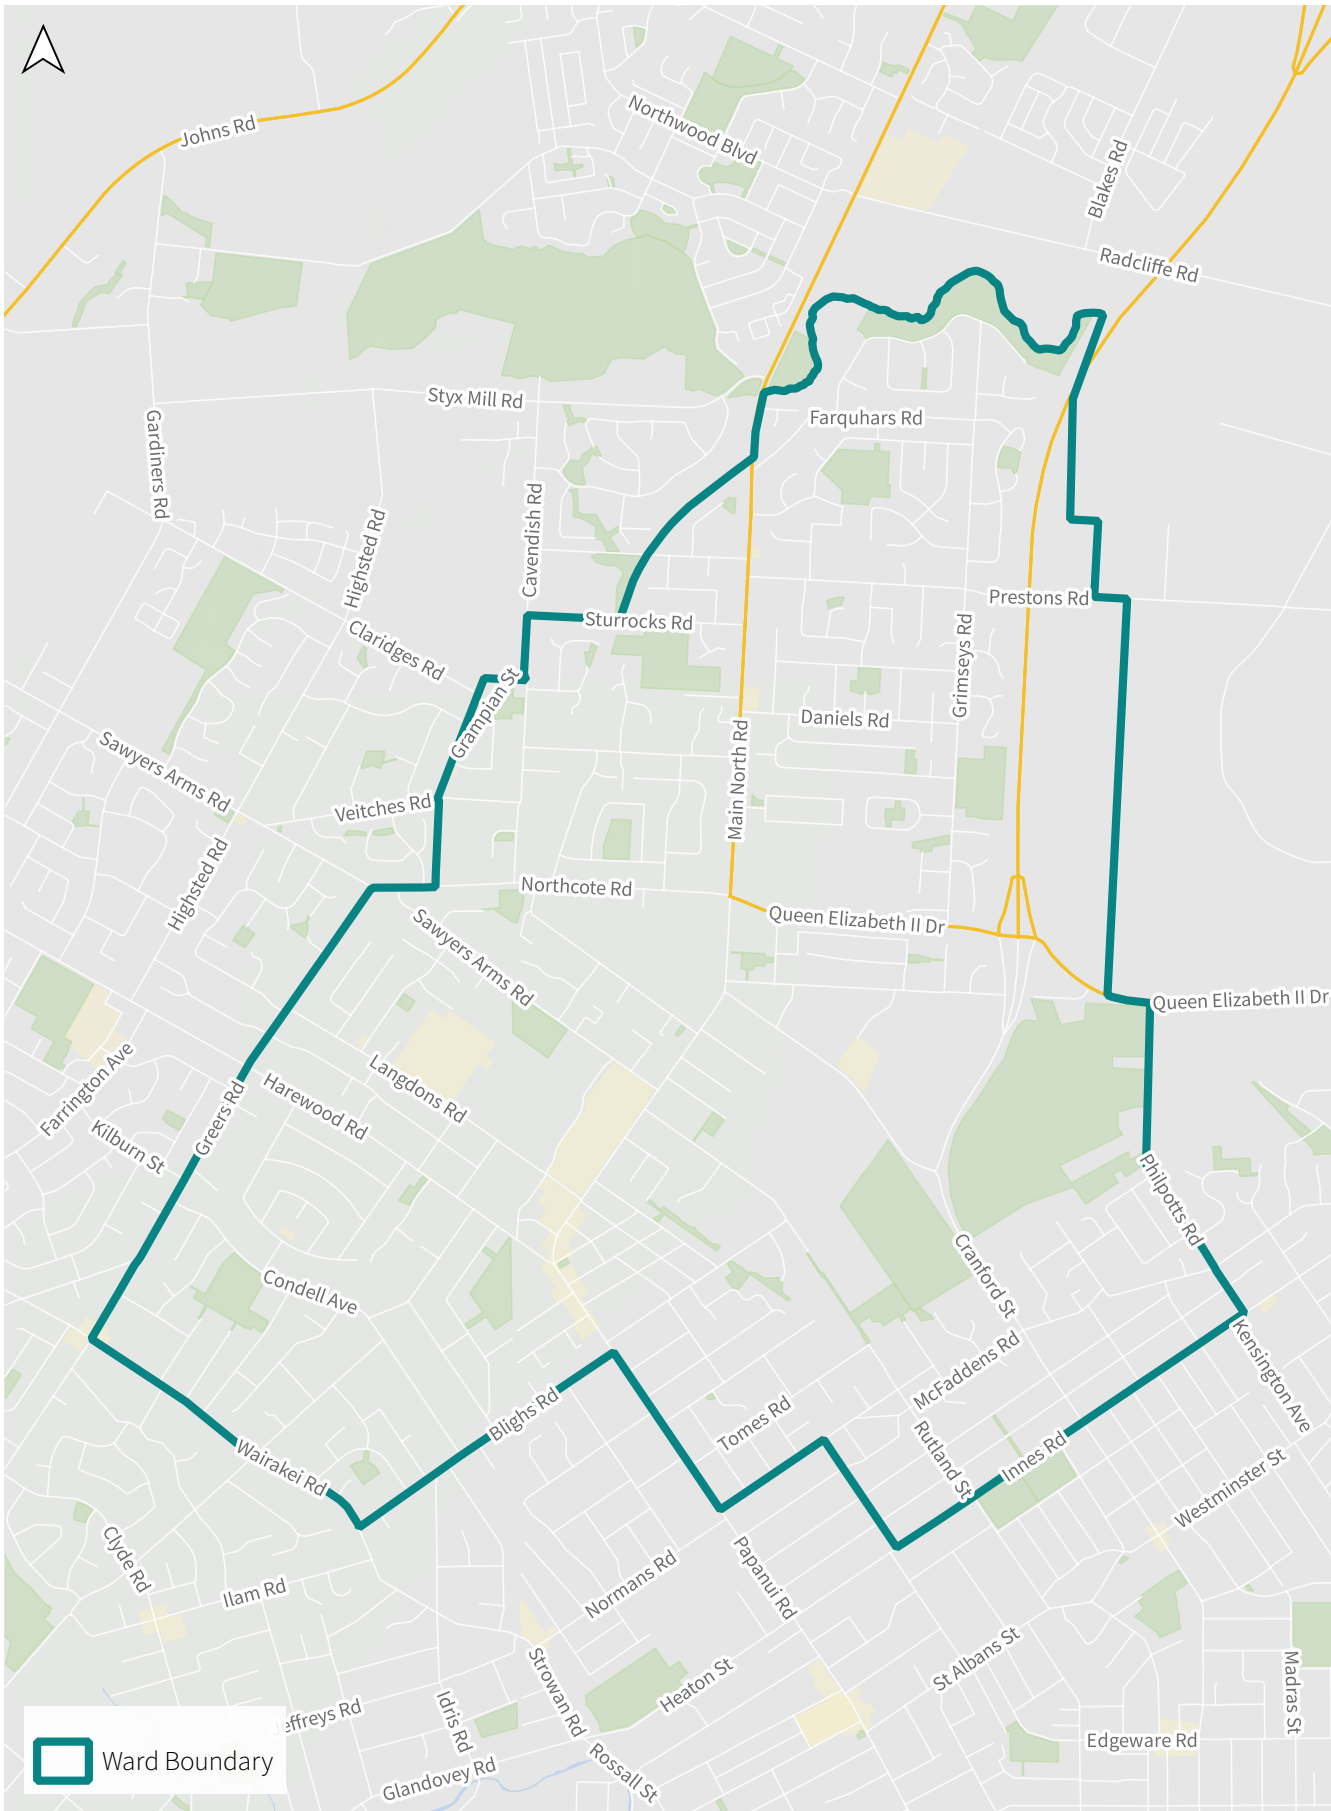 Northwood Blvd
Johns Rd
Blakes Rd
Radcliffe Rd
Styx Mill Rd
Farquhars Rd
Gardiners Rd
Cavendish Rd
Highsted Rd
Prestons Rd
Sturrocks Rd
Claridges Rd
Grimseys Rd
Grampian St
Daniels Rd
Sawyers Arms Rd
Main North Rd
Veitches Rd
Highsted Rd
Northcote Rd
Queen Elizabeth II Dr
Sawyers Arms Rd
Queen Elizabeth II Dr
Farrington Ave
Langdons Rd
Harewood Rd
Greers Rd
Kilburn St
Philpotts Rd
Cranford St
Condell Ave
McFaddens Rd
Kensington Ave
Blighs Rd
Tomes Rd
Rutland St
Innes Rd
Wairakei Rd
Westminster St
Clyde Rd
Papanui Rd
Normans Rd
Ilam Rd
St Albans St
Strowan Rd
Heaton St
Madras St
Jeffreys Rd
Idris Rd
Edgeware Rd
Ward Boundary
Rossall St
Glandovey Rd